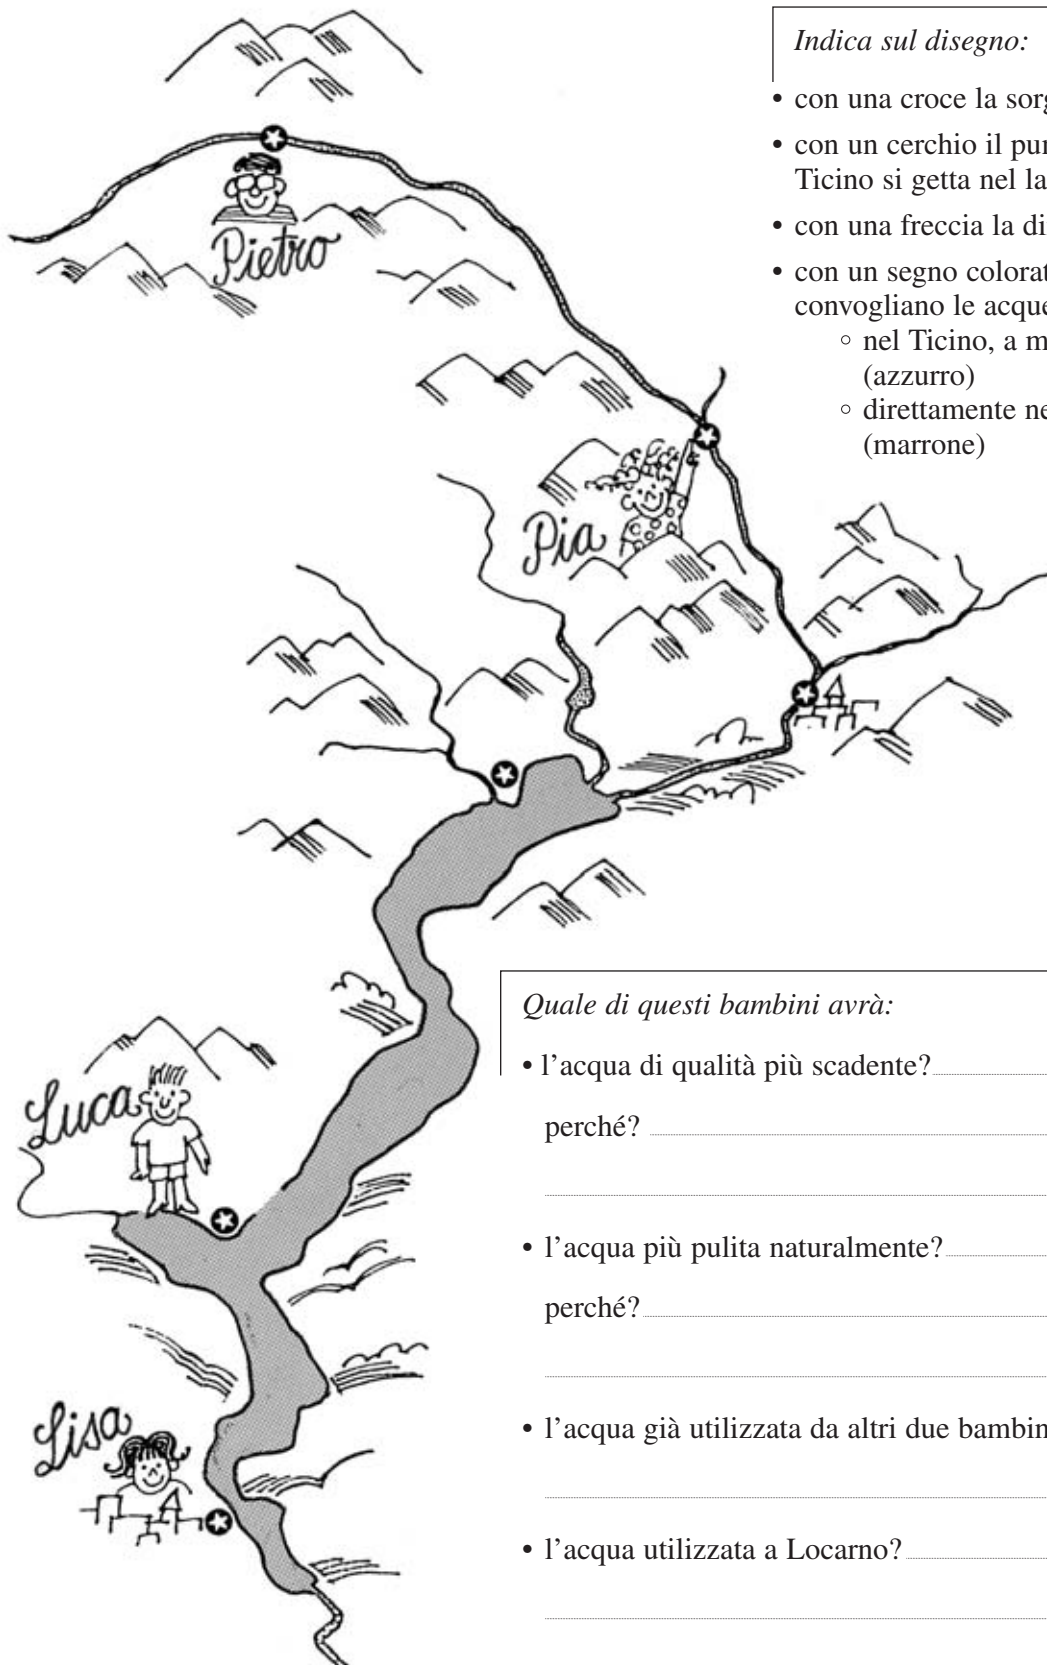 Indica sul disegno:
• con una croce la sorg
• con un cerchio il pun
Ticino si getta nel la
• con una freccia la di
• con un segno colorat
convogliano le acque
◦ nel Ticino, a m
(azzurro)
◦ direttamente ne
(marrone)
Pietro
Pia
Quale di questi bambini avrà:
• l'acqua di qualità più scadente?
perché?
Luca
• l'acqua più pulita naturalmente?
perché?
Lisa
• l'acqua già utilizzata da altri due bambin
• l'acqua utilizzata a Locarno?